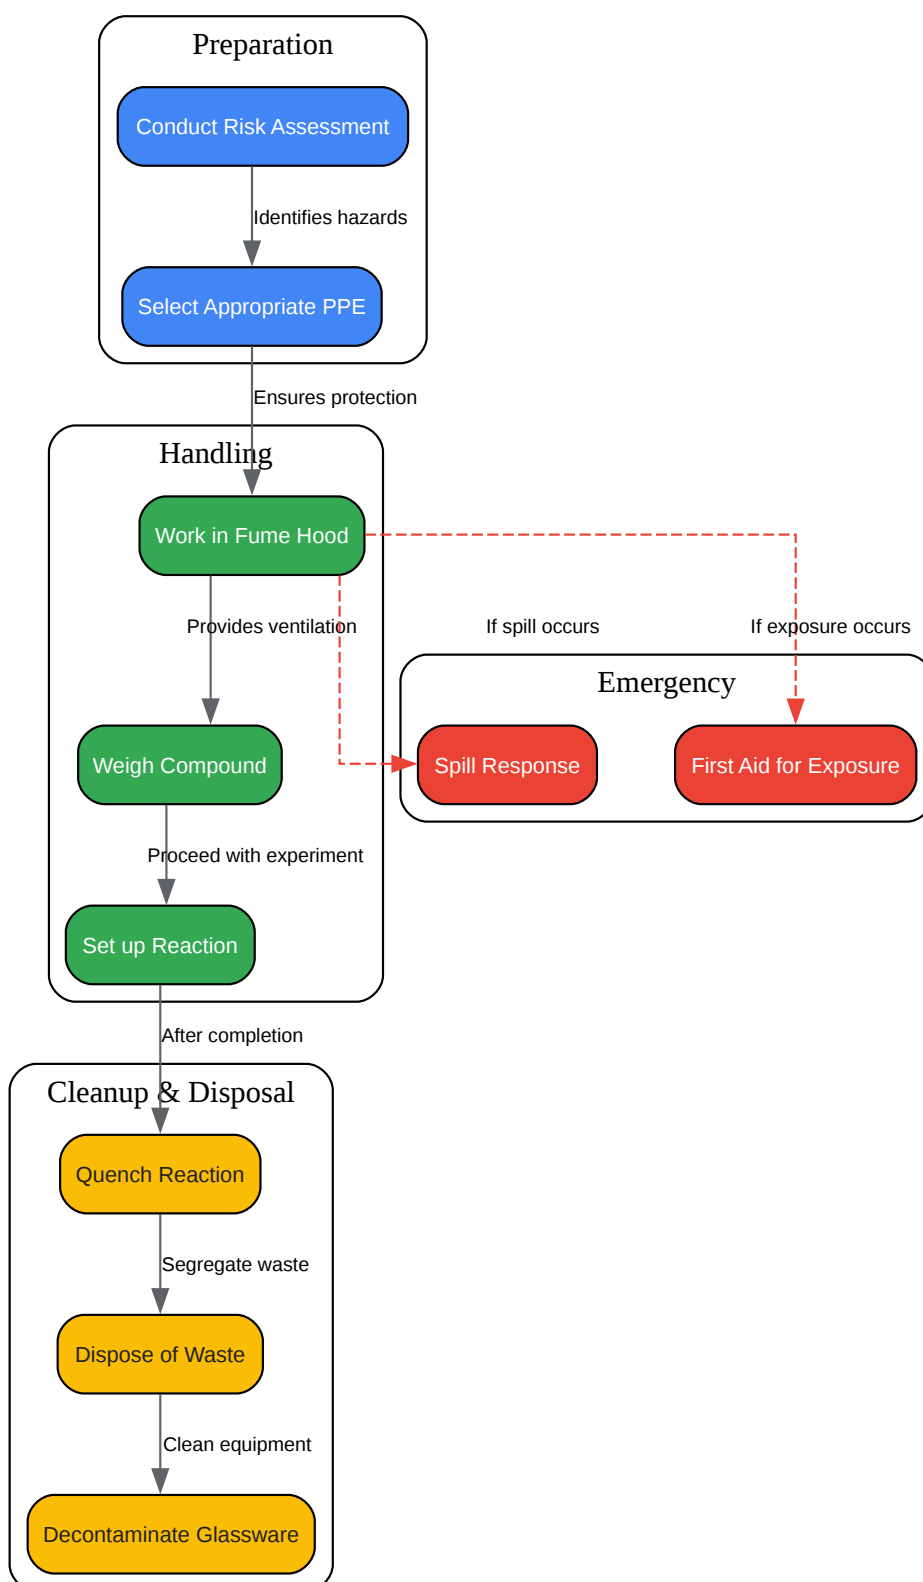 Preparation
Conduct Risk Assessment
Identifies hazards
Select Appropriate PPE
Ensures protection
Handling
Work in Fume Hood
Provides ventilation
If spill occurs
If exposure occurs
Emergency
Weigh Compound
Spill Response
First Aid for Exposure
Proceed with experiment
Set up Reaction
After completion
Cleanup & Disposal
Quench Reaction
Segregate waste
Dispose of Waste
Clean equipment
Decontaminate Glassware